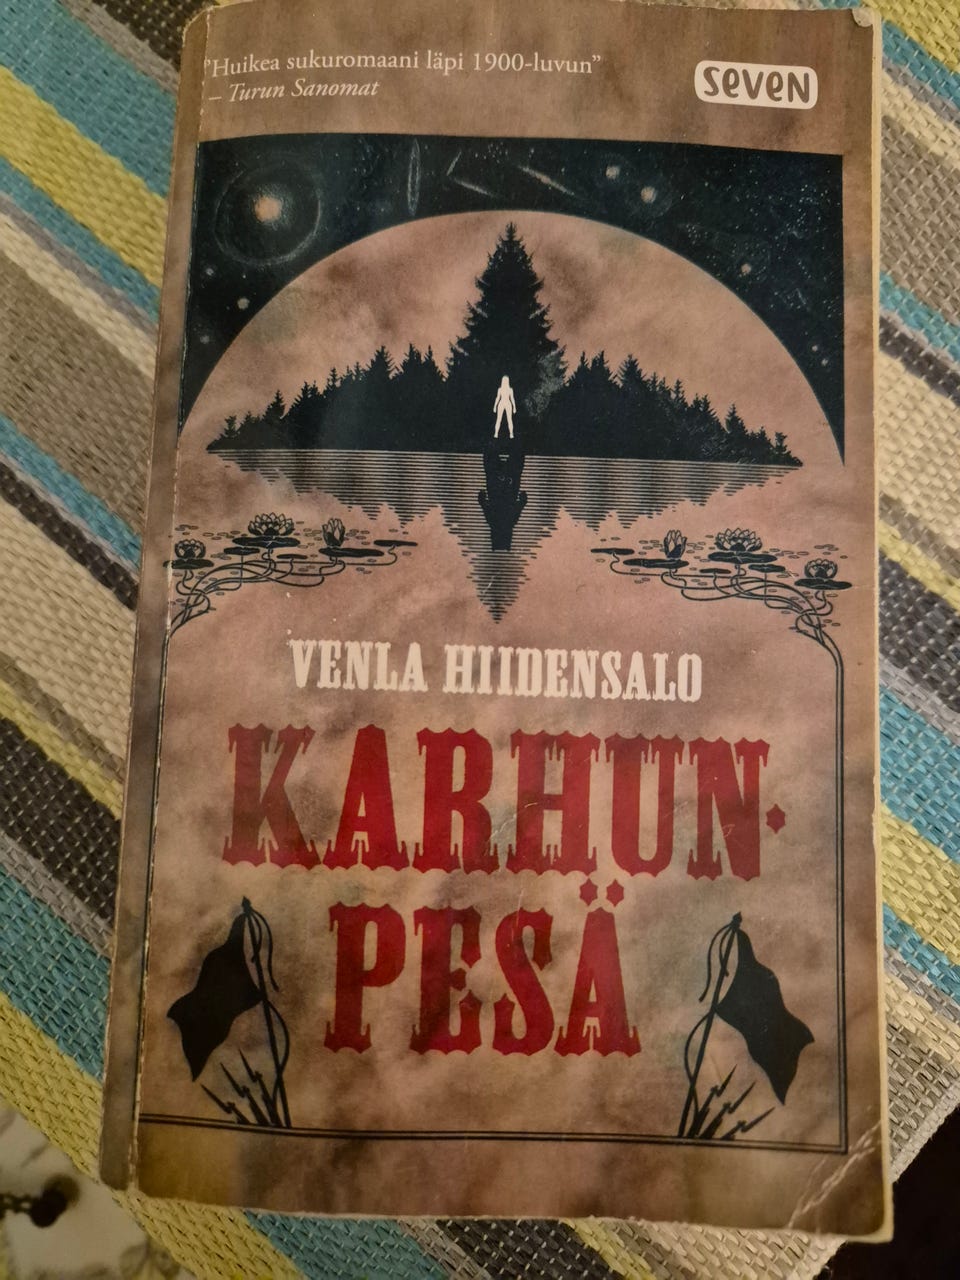 "Huikea sukuromaani läpi 1900-luvun"
– Turun Sanomat
seven
VENLA HIIDENSALO
KARHUN-
PESÄ